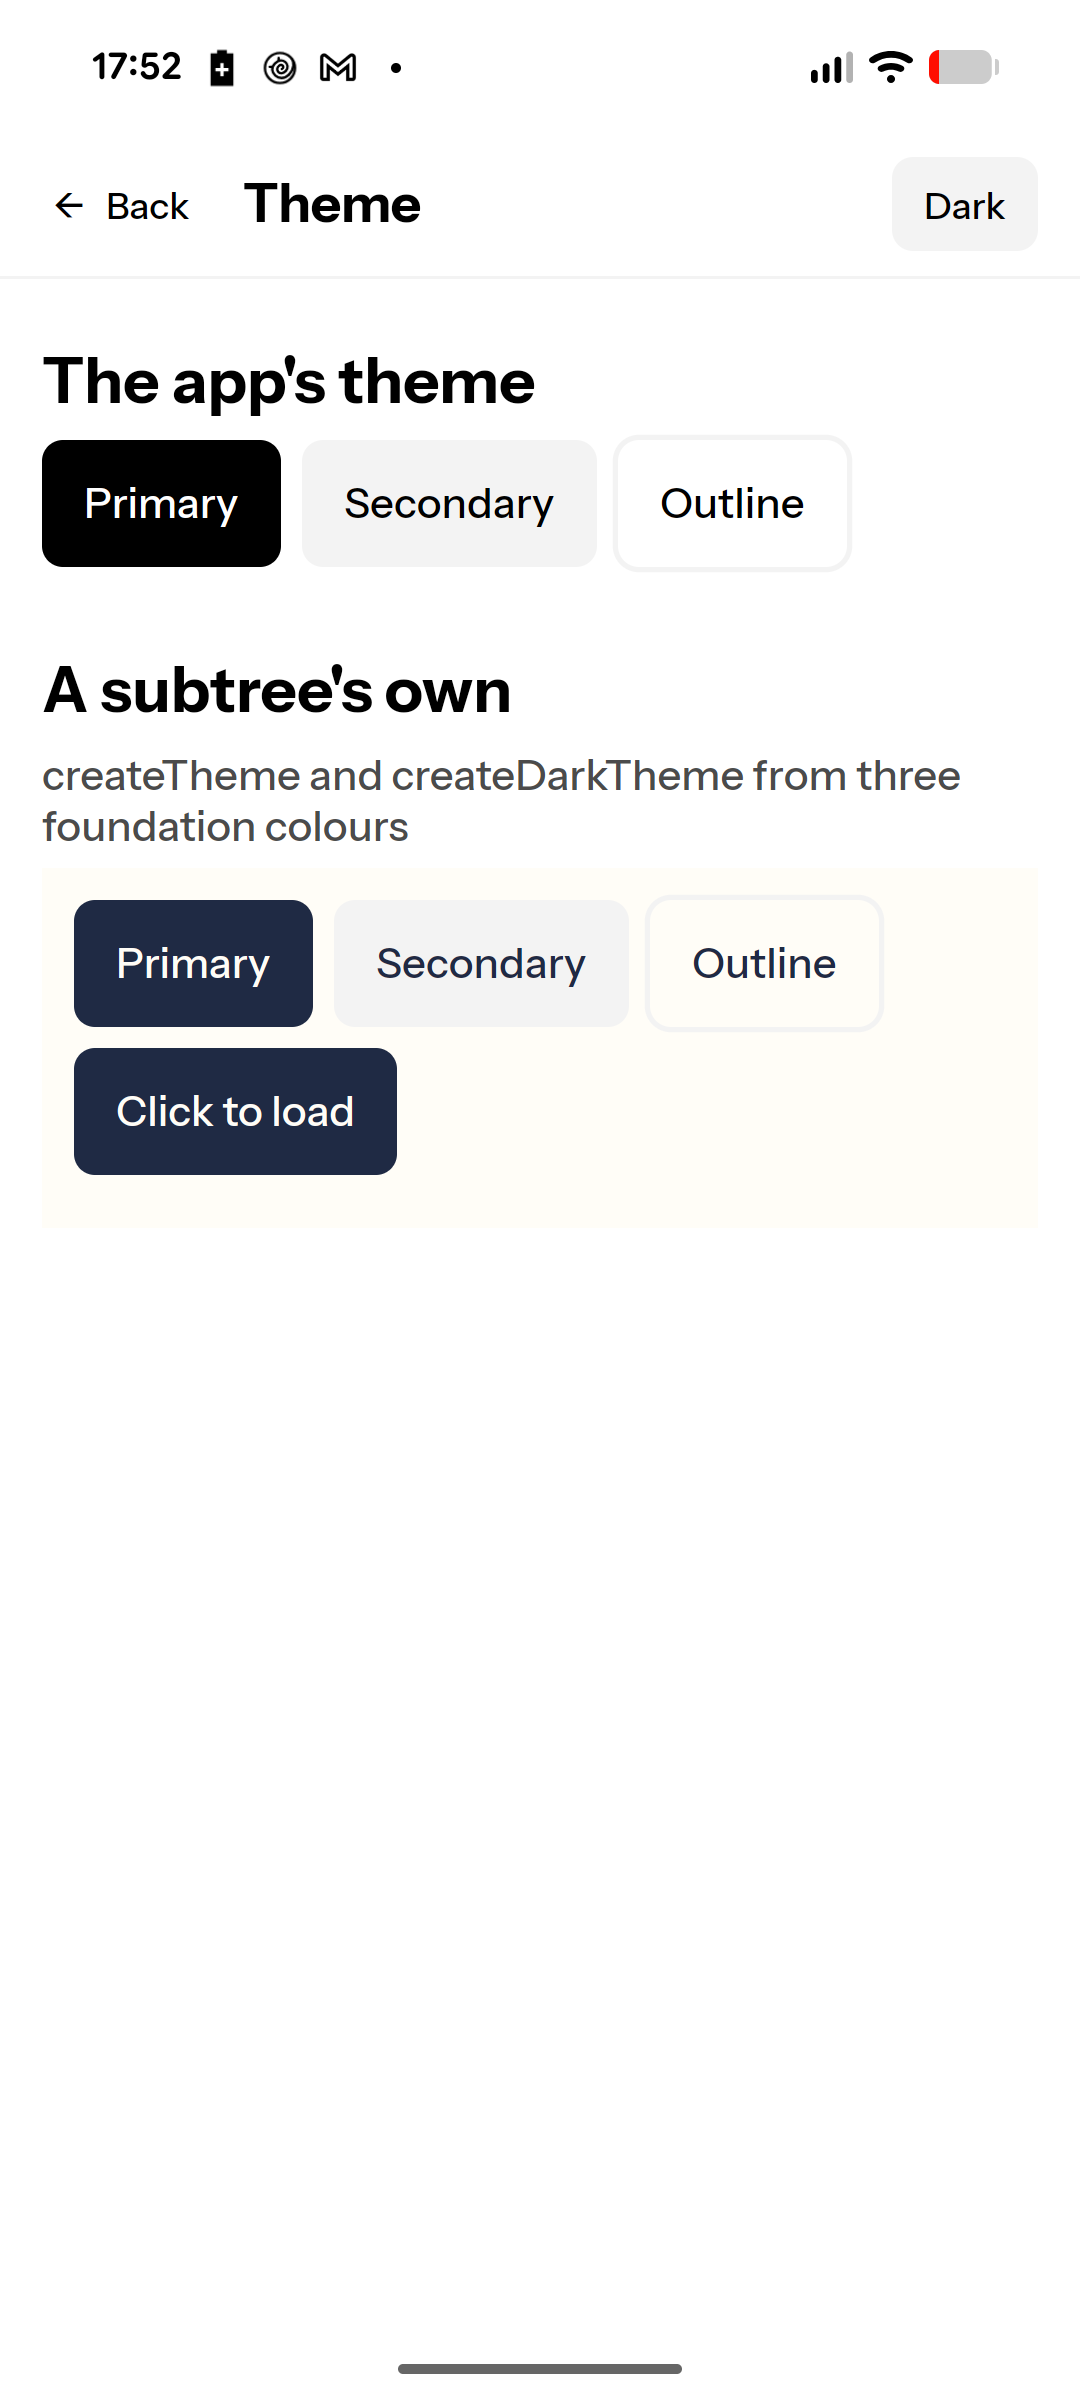 17:52
← Back
Theme
Dark
The app's theme
Primary
Secondary
Outline
A subtree's own
createTheme and createDarkTheme from three
foundation colours
Primary
Secondary
Outline
Click to load